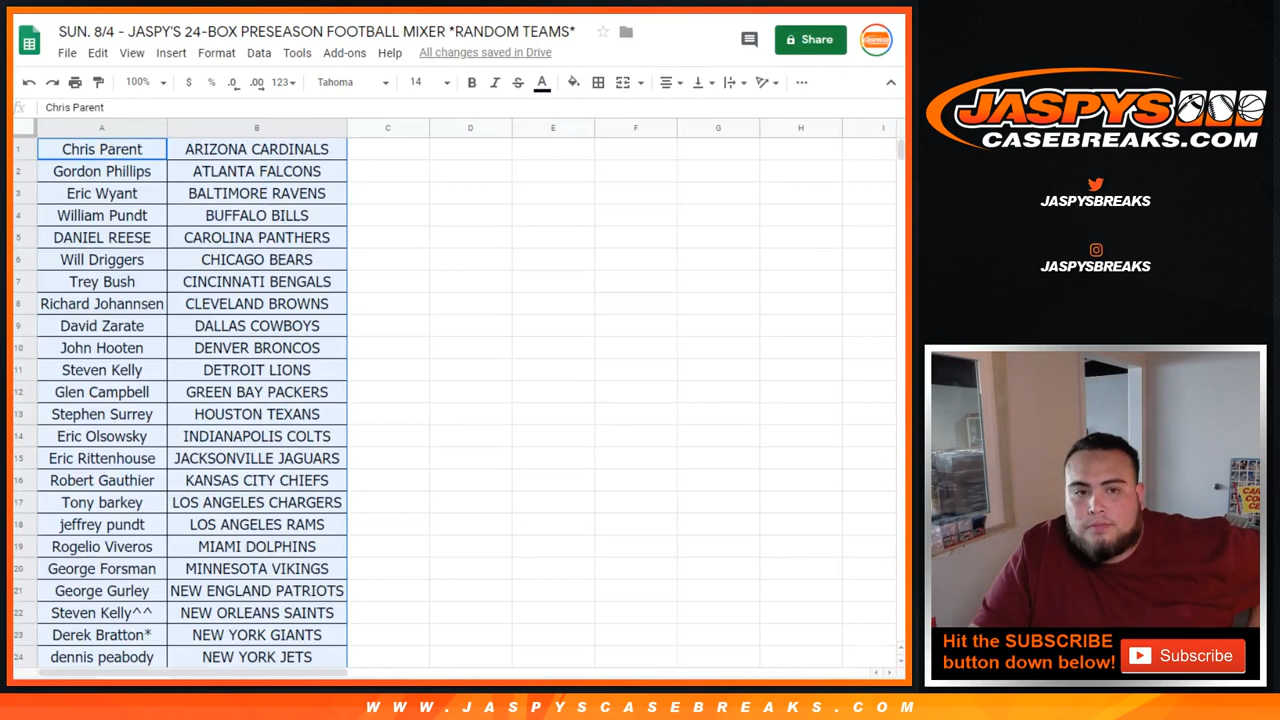 SUN. 8/4 - JASPY'S 24-BOX PRESEASON FOOTBALL MIXER *RANDOM TEAMS*
File Edit View Insert Format Data Tools Add-ons Help All changes saved in Drive
Share
100% $ % .0 .00 123 Tahoma 14 B I S A
fx Chris Parent
A B C D E F G H I
1 Chris Parent ARIZONA CARDINALS
2 Gordon Phillips ATLANTA FALCONS
3 Eric Wyant BALTIMORE RAVENS
4 William Pundt BUFFALO BILLS
5 DANIEL REESE CAROLINA PANTHERS
6 Will Driggers CHICAGO BEARS
7 Trey Bush CINCINNATI BENGALS
8 Richard Johannsen CLEVELAND BROWNS
9 David Zarate DALLAS COWBOYS
10 John Hooten DENVER BRONCOS
11 Steven Kelly DETROIT LIONS
12 Glen Campbell GREEN BAY PACKERS
13 Stephen Surrey HOUSTON TEXANS
14 Eric Olsowsky INDIANAPOLIS COLTS
15 Eric Rittenhouse JACKSONVILLE JAGUARS
16 Robert Gauthier KANSAS CITY CHIEFS
17 Tony barkey LOS ANGELES CHARGERS
18 jeffrey pundt LOS ANGELES RAMS
19 Rogelio Viveros MIAMI DOLPHINS
20 George Forsman MINNESOTA VIKINGS
21 George Gurley NEW ENGLAND PATRIOTS
22 Steven Kelly^^ NEW ORLEANS SAINTS
23 Derek Bratton* NEW YORK GIANTS
24 dennis peabody NEW YORK JETS
JASPYS
CASEBREAKS.COM
JASPYSBREAKS
JASPYSBREAKS
Hit the SUBSCRIBE
button down below!
Subscribe
WWW.JASPYSCASEBREAKS.COM